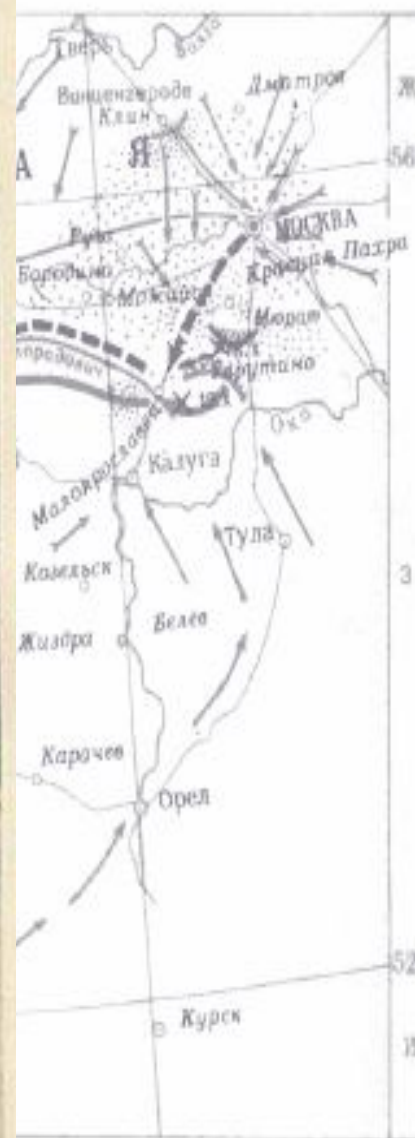 Тверь
Волга
Дмитров
Винценгероде
Клин
Ж
56
А
Я
МОСКВА
Руза
Красная Пахра
Бородино
Можайск
Мюрат
Тарутино
Малоярославец
Ока
Калуга
Тула
Козельск
З
Белев
Жиздра
Карачев
Орел
52
Курск
И